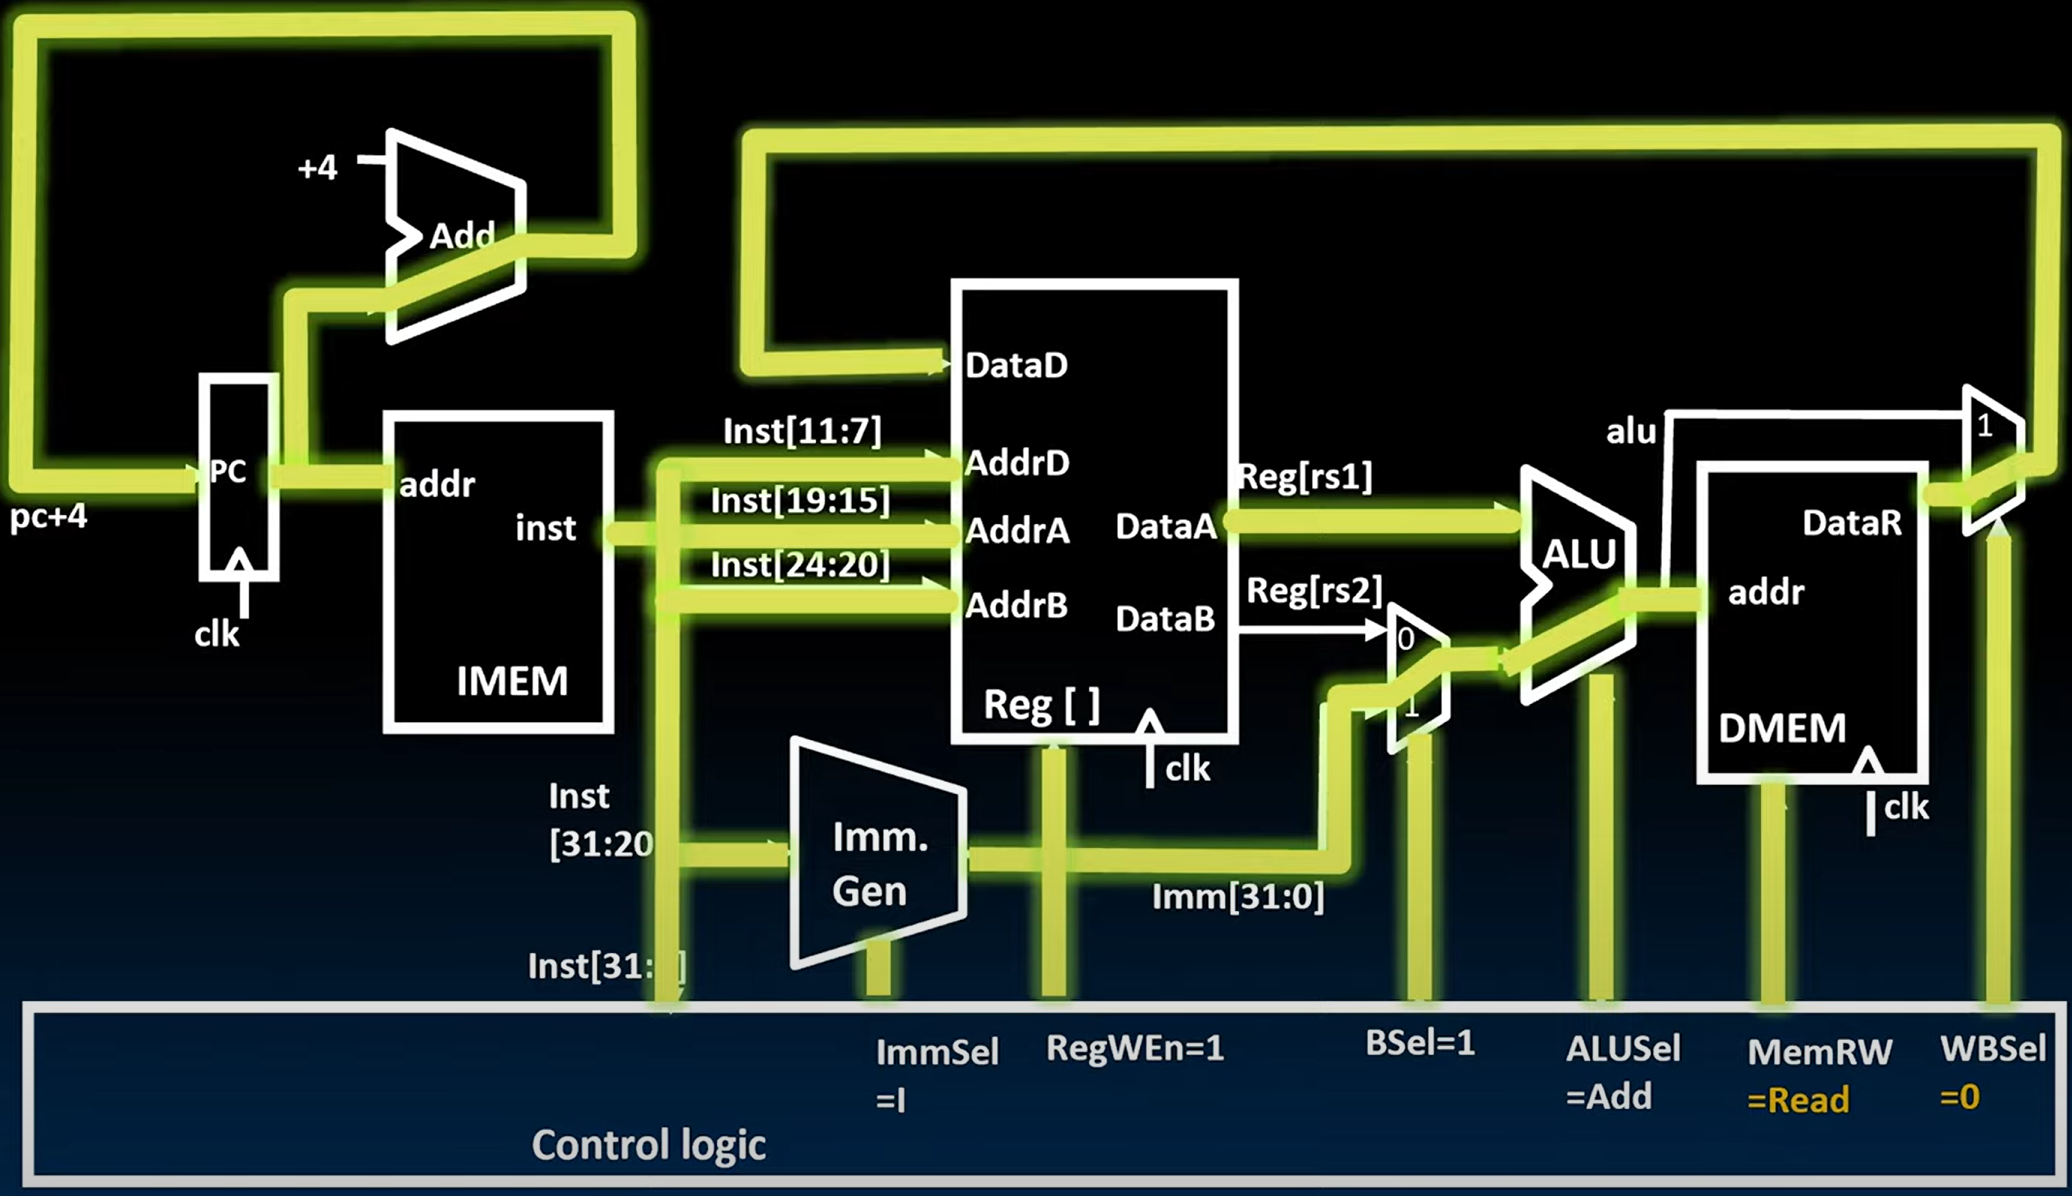 +4
Add
DataD
Inst[11:7]
alu
1
PC
addr
AddrD
Reg[rs1]
Inst[19:15]
pc+4
inst
AddrA
DataA
DataR
ALU
Inst[24:20]
Reg[rs2]
addr
AddrB
DataB
0
clk
IMEM
Reg [ ]
1
DMEM
clk
clk
Inst
[31:20
Imm.
Gen
Imm[31:0]
Inst[31: ]
ImmSel
=I
RegWEn=1
BSel=1
ALUSel
=Add
MemRW
=Read
WBSel
=0
Control logic